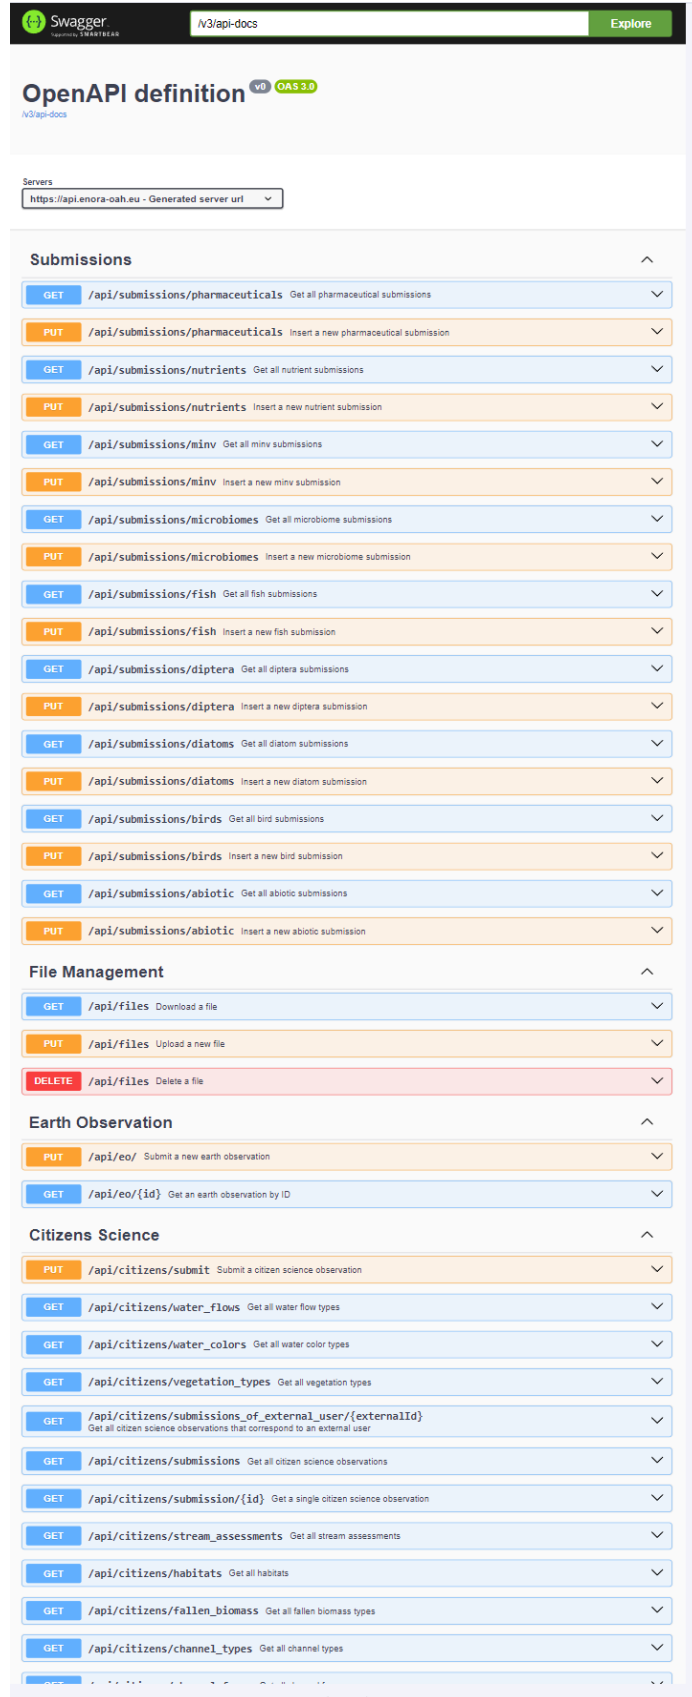 Swagger.
Supported by SMARTBEAR
/v3/api-docs
Explore
OpenAPI definition v0 OAS 3.0
/v3/api-docs
Servers
https://api.enora-oah.eu - Generated server url
Submissions
GET /api/submissions/pharmaceuticals Get all pharmaceutical submissions
PUT /api/submissions/pharmaceuticals Insert a new pharmaceutical submission
GET /api/submissions/nutrients Get all nutrient submissions
PUT /api/submissions/nutrients Insert a new nutrient submission
GET /api/submissions/minv Get all minv submissions
PUT /api/submissions/minv Insert a new minv submission
GET /api/submissions/microbiomes Get all microbiome submissions
PUT /api/submissions/microbiomes Insert a new microbiome submission
GET /api/submissions/fish Get all fish submissions
PUT /api/submissions/fish Insert a new fish submission
GET /api/submissions/diptera Get all diptera submissions
PUT /api/submissions/diptera Insert a new diptera submission
GET /api/submissions/diatoms Get all diatom submissions
PUT /api/submissions/diatoms Insert a new diatom submission
GET /api/submissions/birds Get all bird submissions
PUT /api/submissions/birds Insert a new bird submission
GET /api/submissions/abiotic Get all abiotic submissions
PUT /api/submissions/abiotic Insert a new abiotic submission
File Management
GET /api/files Download a file
PUT /api/files Upload a new file
DELETE /api/files Delete a file
Earth Observation
PUT /api/eo/ Submit a new earth observation
GET /api/eo/{id} Get an earth observation by ID
Citizens Science
PUT /api/citizens/submit Submit a citizen science observation
GET /api/citizens/water_flows Get all water flow types
GET /api/citizens/water_colors Get all water color types
GET /api/citizens/vegetation_types Get all vegetation types
GET /api/citizens/submissions_of_external_user/{externalId}
Get all citizen science observations that correspond to an external user
GET /api/citizens/submissions Get all citizen science observations
GET /api/citizens/submission/{id} Get a single citizen science observation
GET /api/citizens/stream_assessments Get all stream assessments
GET /api/citizens/habitats Get all habitats
GET /api/citizens/fallen_biomass Get all fallen biomass types
GET /api/citizens/channel_types Get all channel types